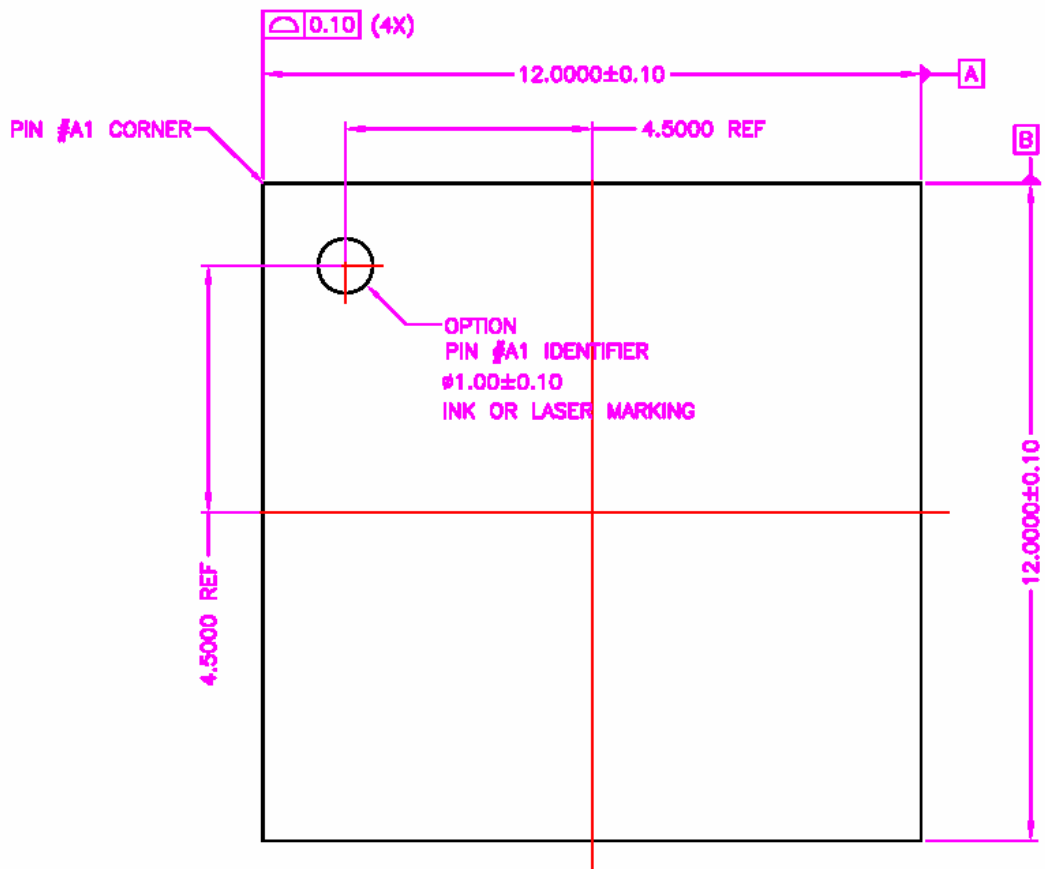 0.10 (4X)
12.0000±0.10
A
PIN #A1 CORNER
4.5000 REF
B
OPTION
PIN #A1 IDENTIFIER
ø1.00±0.10
INK OR LASER MARKING
4.5000 REF
12.0000±0.10